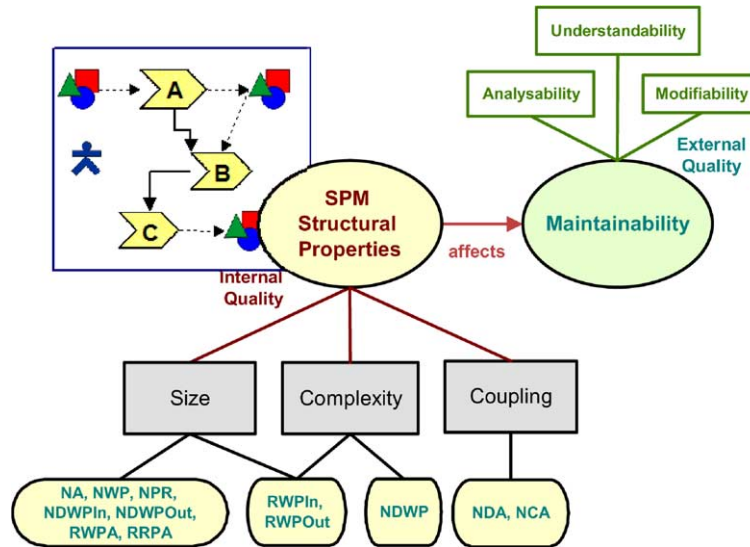 Understandability
Analysability
Modifiability
A
B
C
External
Quality
SPM
Structural
Properties
Maintainability
affects
Internal
Quality
Size
Complexity
Coupling
NA, NWP, NPR,
NDWPIn, NDWPOut,
RWPA, RRPA
RWPIn,
RWPOut
NDWP
NDA, NCA